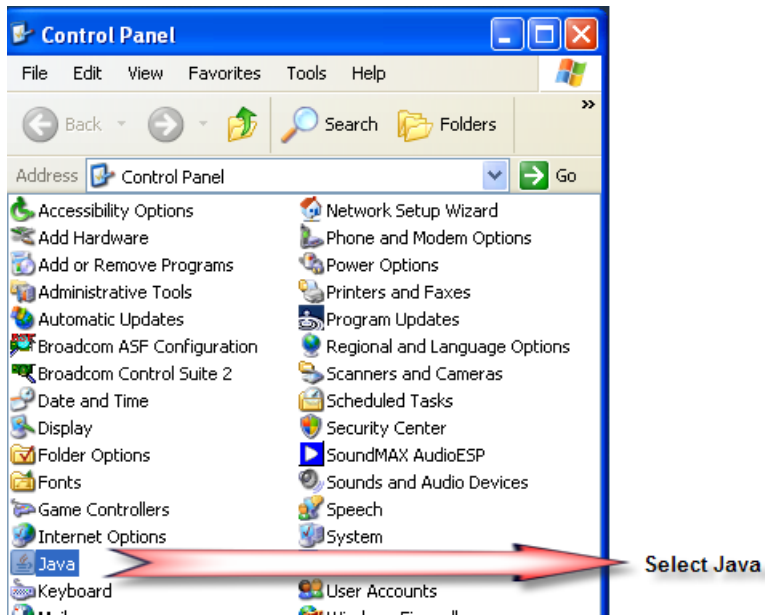 Control Panel
File Edit View Favorites Tools Help
Back Search Folders »
Address Control Panel Go
Accessibility Options
Add Hardware
Add or Remove Programs
Administrative Tools
Automatic Updates
Broadcom ASF Configuration
Broadcom Control Suite 2
Date and Time
Display
Folder Options
Fonts
Game Controllers
Internet Options
Java
Keyboard
Network Setup Wizard
Phone and Modem Options
Power Options
Printers and Faxes
Program Updates
Regional and Language Options
Scanners and Cameras
Scheduled Tasks
Security Center
SoundMAX AudioESP
Sounds and Audio Devices
Speech
System
User Accounts
Select Java